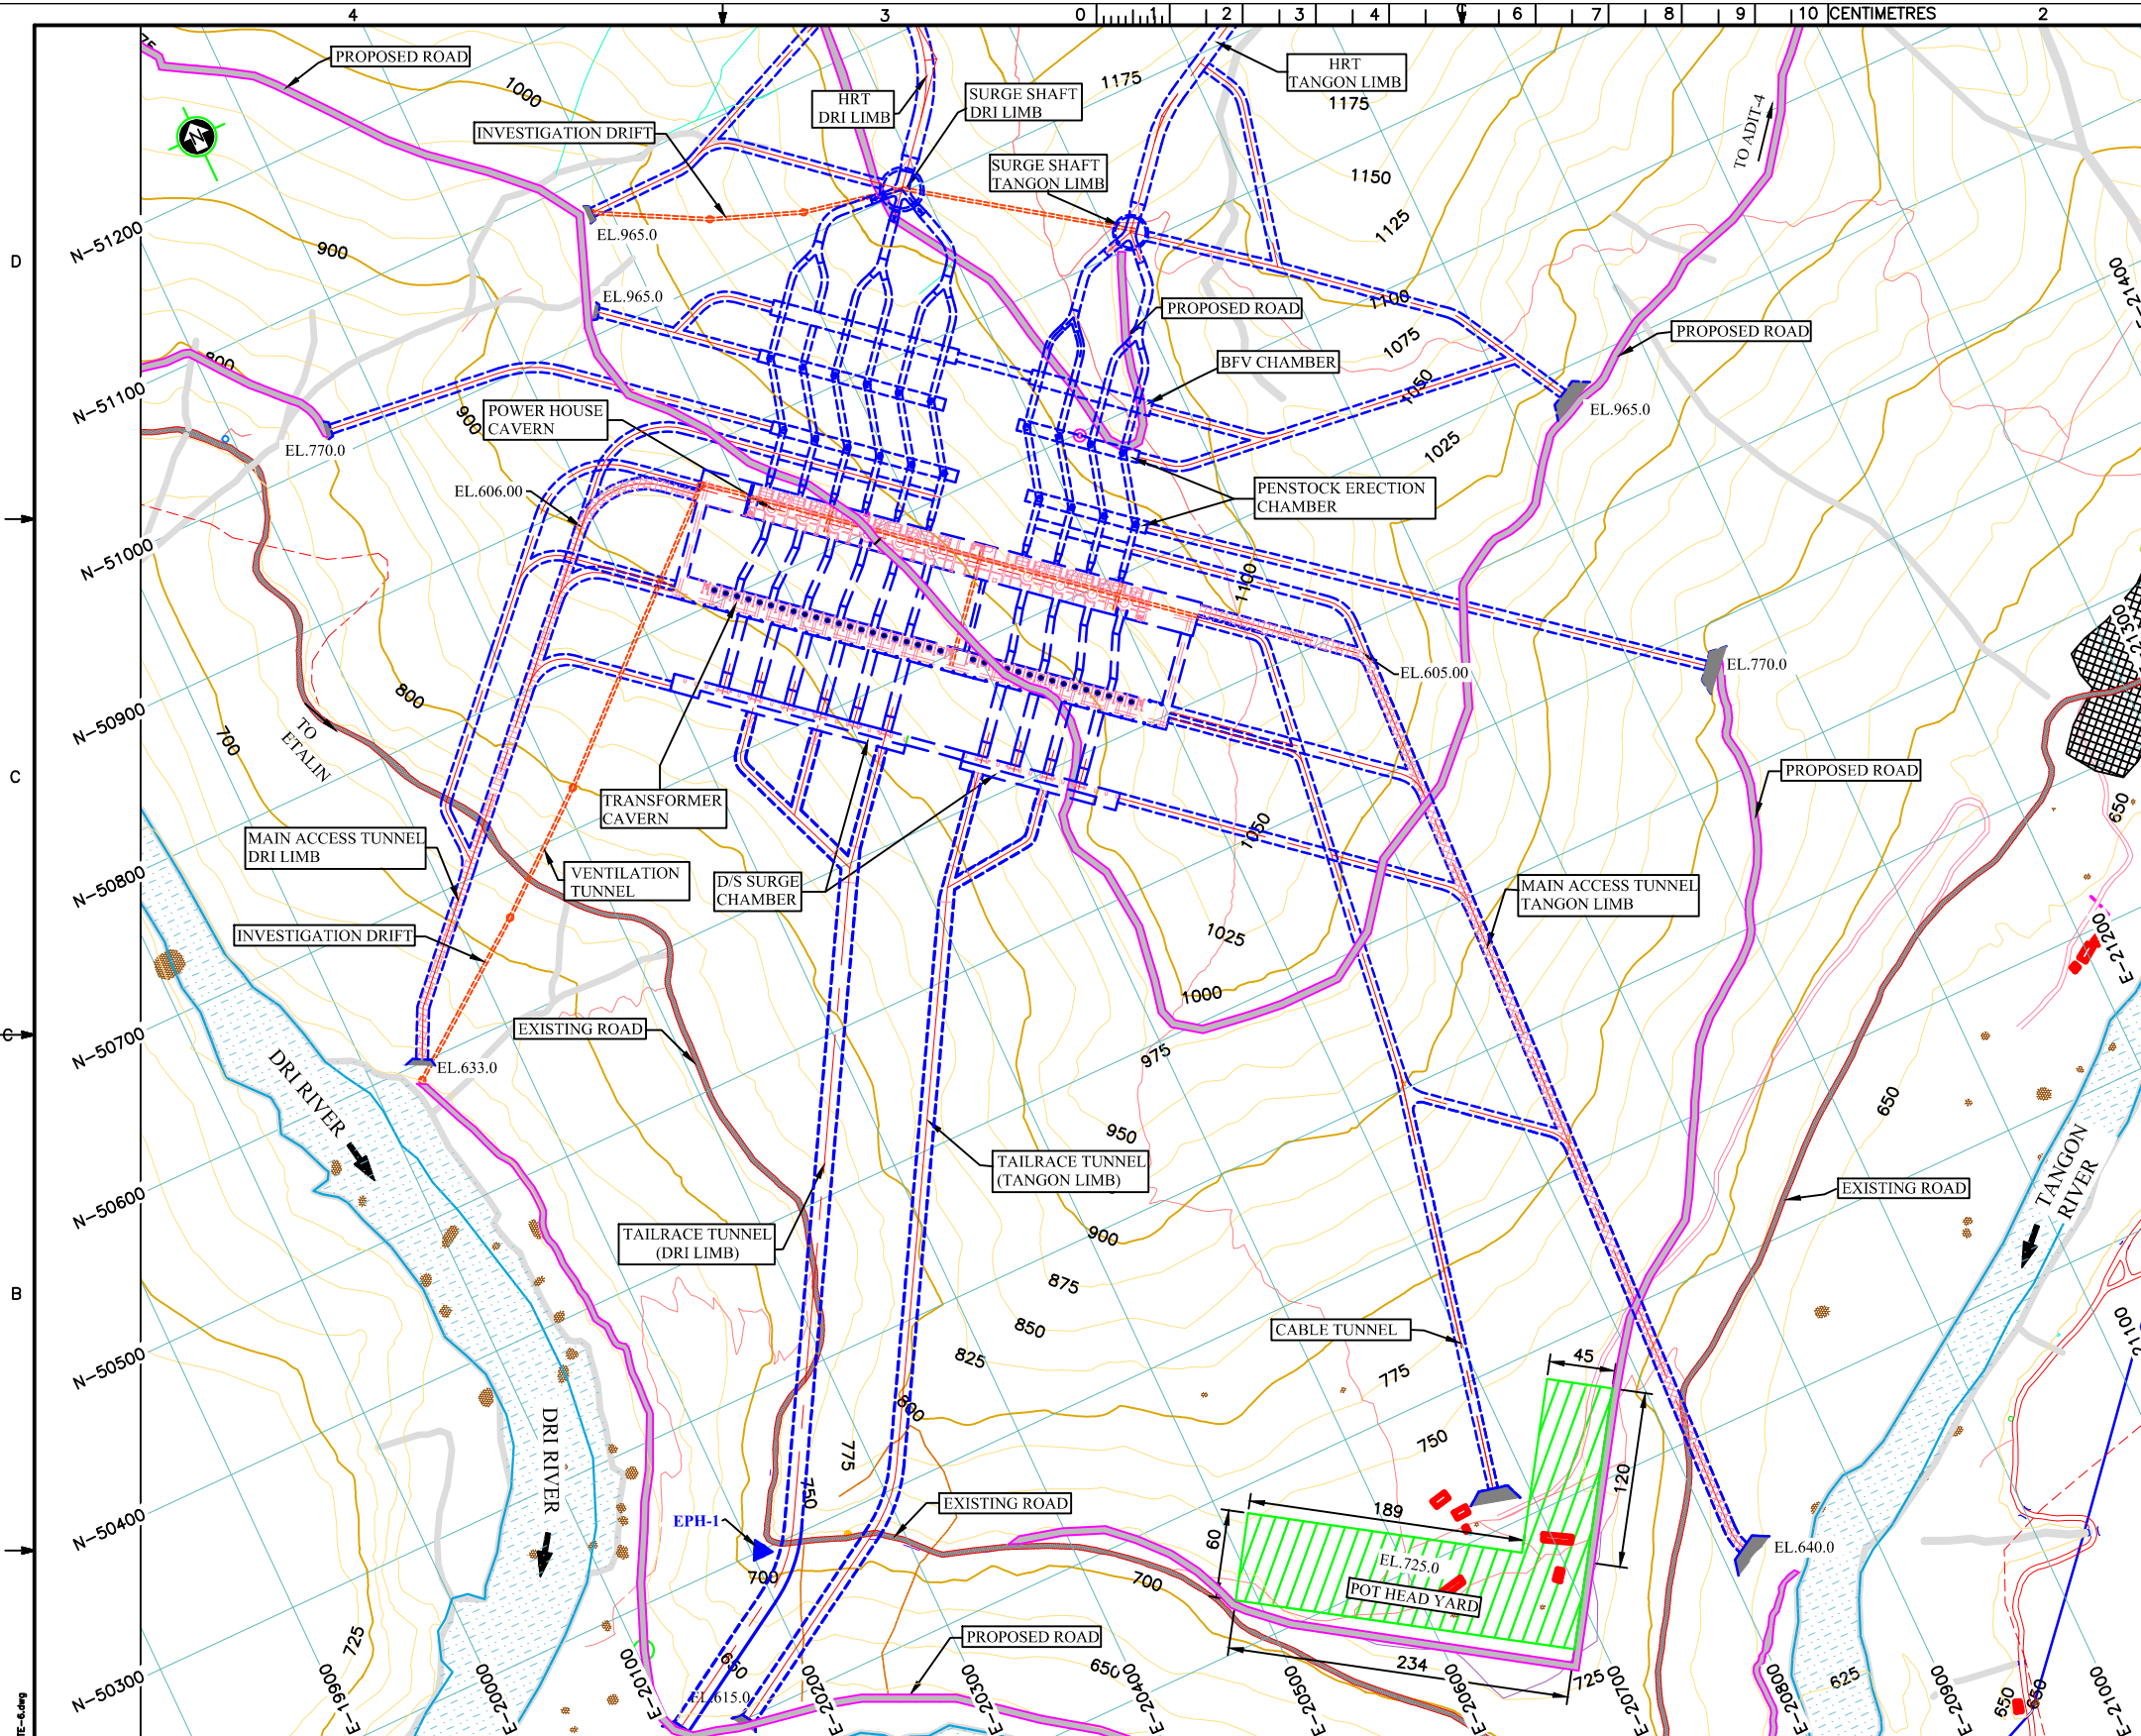 4
3
0
1
2
3
4
6
7
8
9
10
CENTIMETRES
2
PROPOSED ROAD
1000
HRT
DRI LIMB
SURGE SHAFT
DRI LIMB
1175
HRT
TANGON LIMB
1175
TO ADIT-4
INVESTIGATION DRIFT
SURGE SHAFT
TANGON LIMB
1150
1125
N-51200
D
900
EL.965.0
EL.965.0
1100
PROPOSED ROAD
1075
PROPOSED ROAD
800
BFV CHAMBER
1050
N-51100
POWER HOUSE
CAVERN
900
EL.965.0
EL.770.0
1025
EL.606.00
PENSTOCK ERECTION
CHAMBER
N-51000
1100
EL.605.00
EL.770.0
800
N-50900
700
TO
ETALIN
C
PROPOSED ROAD
TRANSFORMER
CAVERN
650
1050
MAIN ACCESS TUNNEL
DRI LIMB
N-50800
VENTILATION
TUNNEL
D/S SURGE
CHAMBER
MAIN ACCESS TUNNEL
TANGON LIMB
INVESTIGATION DRIFT
1025
E-21200
1000
EXISTING ROAD
N-50700
C
975
EL.633.0
DRI RIVER
650
950
TAILRACE TUNNEL
(TANGON LIMB)
TANGON
RIVER
EXISTING ROAD
N-50600
TAILRACE TUNNEL
(DRI LIMB)
900
875
B
850
CABLE TUNNEL
825
45
N-50500
775
800
DRI RIVER
775
750
750
120
EXISTING ROAD
189
EPH-1
60
N-50400
EL.725.0
POT HEAD YARD
EL.640.0
700
700
725
PROPOSED ROAD
650
234
725
625
N-50300
EL.615.0
E-19900
E-20000
E-20100
E-20200
E-20300
E-20400
E-20500
E-20600
E-20700
E-20800
E-20900
E-21000
650
650
TE-6.dwg